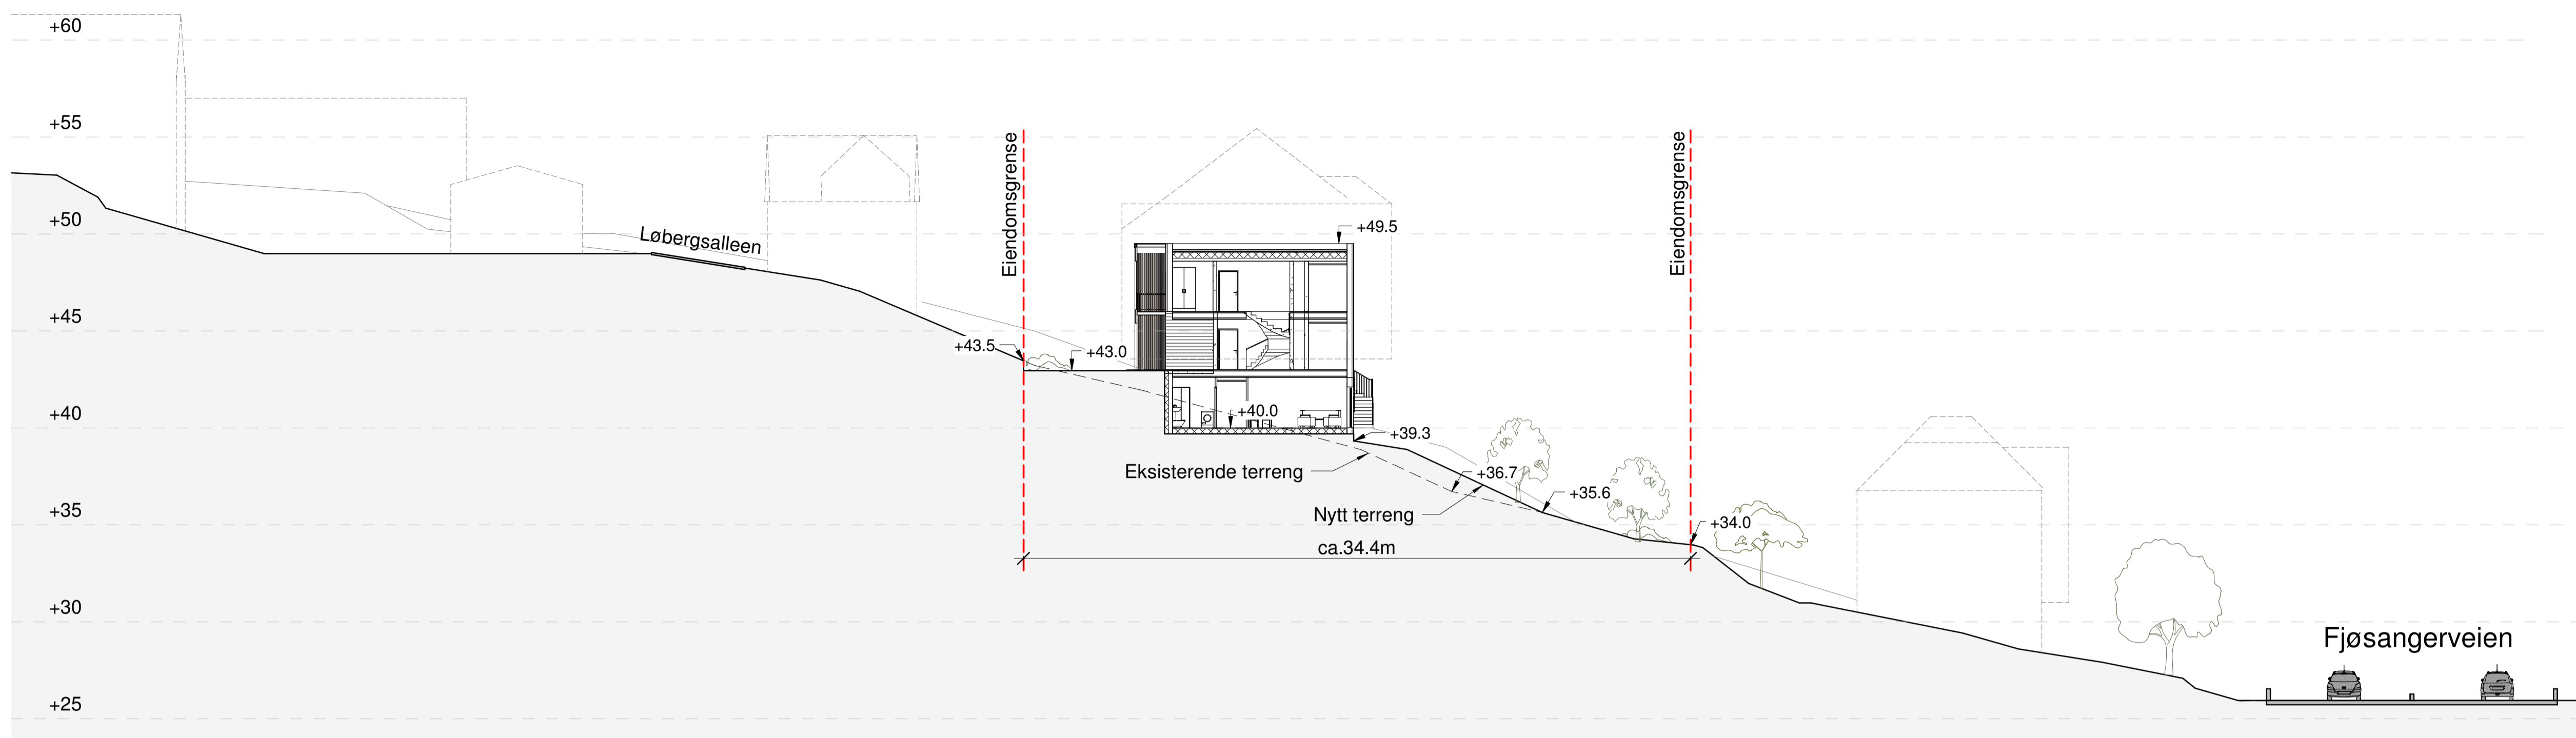 +60
+55
+50
+45
+40
+35
+30
+25
Løbergsalleen
Eiendomsgrense
Eiendomsgrense
+49.5
+43.5
+43.0
+40.0
+39.3
Eksisterende terreng
+36.7
+35.6
Nytt terreng
+34.0
ca.34.4m
Fjøsangerveien